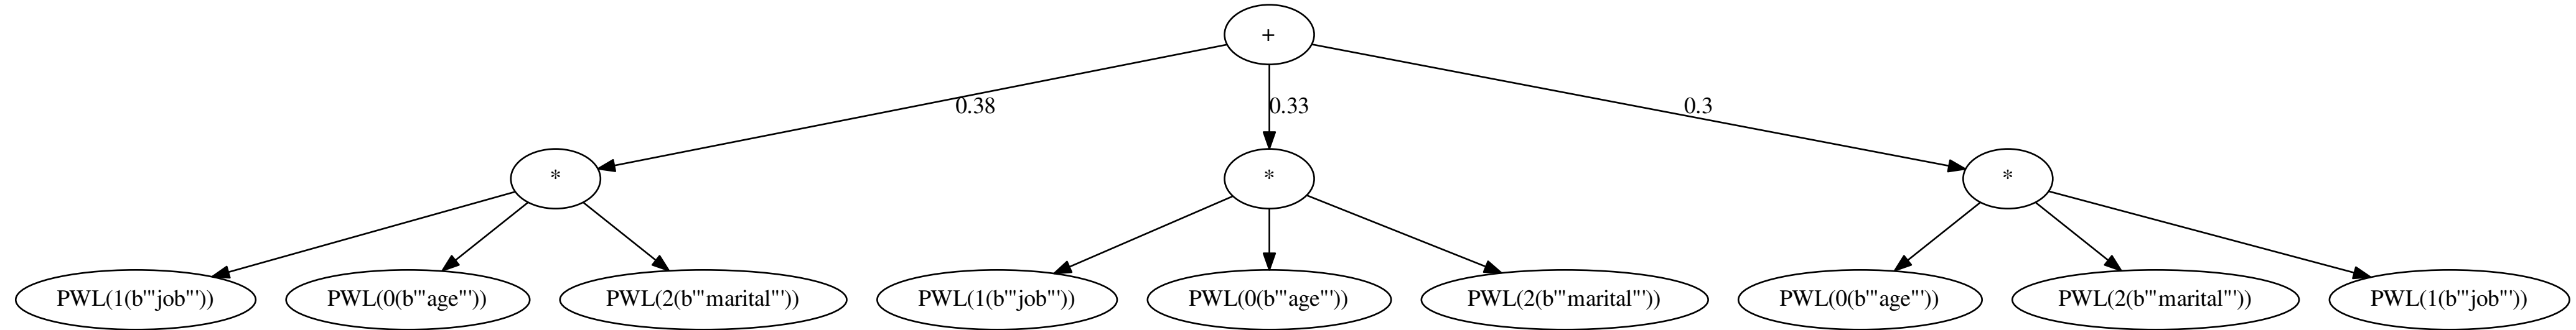 +
0.38
0.33
0.3
*
*
*
PWL(1(b'"job"'))
PWL(0(b'"age"'))
PWL(2(b'"marital"'))
PWL(1(b'"job"'))
PWL(0(b'"age"'))
PWL(2(b'"marital"'))
PWL(0(b'"age"'))
PWL(2(b'"marital"'))
PWL(1(b'"job"'))